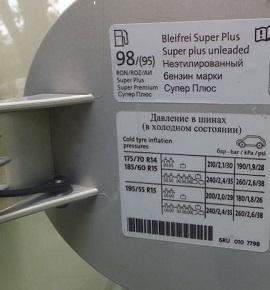 98/(95)
RON/ROZ/АИ
Super Plus
Super Premium
Супер Плюс
Bleifrei Super Plus
Super plus unleaded
Неэтилированный
бензин марки
Супер Плюс
Давление в шинах
(в холодном состоянии)
Cold tyre inflation
pressures
bar / kPa / psi
175/70 R14
185/60 R15
210/2,1/30 190/1,9/28
240/2,4/35 260/2,6/38
195/55 R15
200/2,0/29 180/1,8/26
240/2,4/35 260/2,6/38
6RU 010 779B